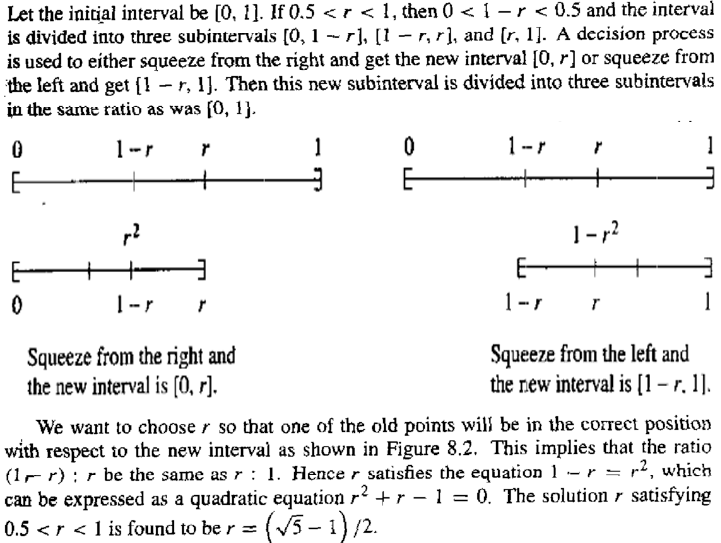 Let the initial interval be [0, 1]. If 0.5 < r < 1, then 0 < 1 − r < 0.5 and the interval
is divided into three subintervals [0, 1 − r], [1 − r, r], and [r, 1]. A decision process
is used to either squeeze from the right and get the new interval [0, r] or squeeze from
the left and get [1 − r, 1]. Then this new subinterval is divided into three subintervals
in the same ratio as was [0, 1].
0 1−r r 1 0 1−r r 1
r² 1−r²
0 1−r r 1−r r 1
Squeeze from the right and
the new interval is [0, r].
Squeeze from the left and
the new interval is [1 − r, 1].
We want to choose r so that one of the old points will be in the correct position
with respect to the new interval as shown in Figure 8.2. This implies that the ratio
(1 − r) : r be the same as r : 1. Hence r satisfies the equation 1 − r = r², which
can be expressed as a quadratic equation r² + r − 1 = 0. The solution r satisfying
0.5 < r < 1 is found to be r = (√5 − 1)/2.